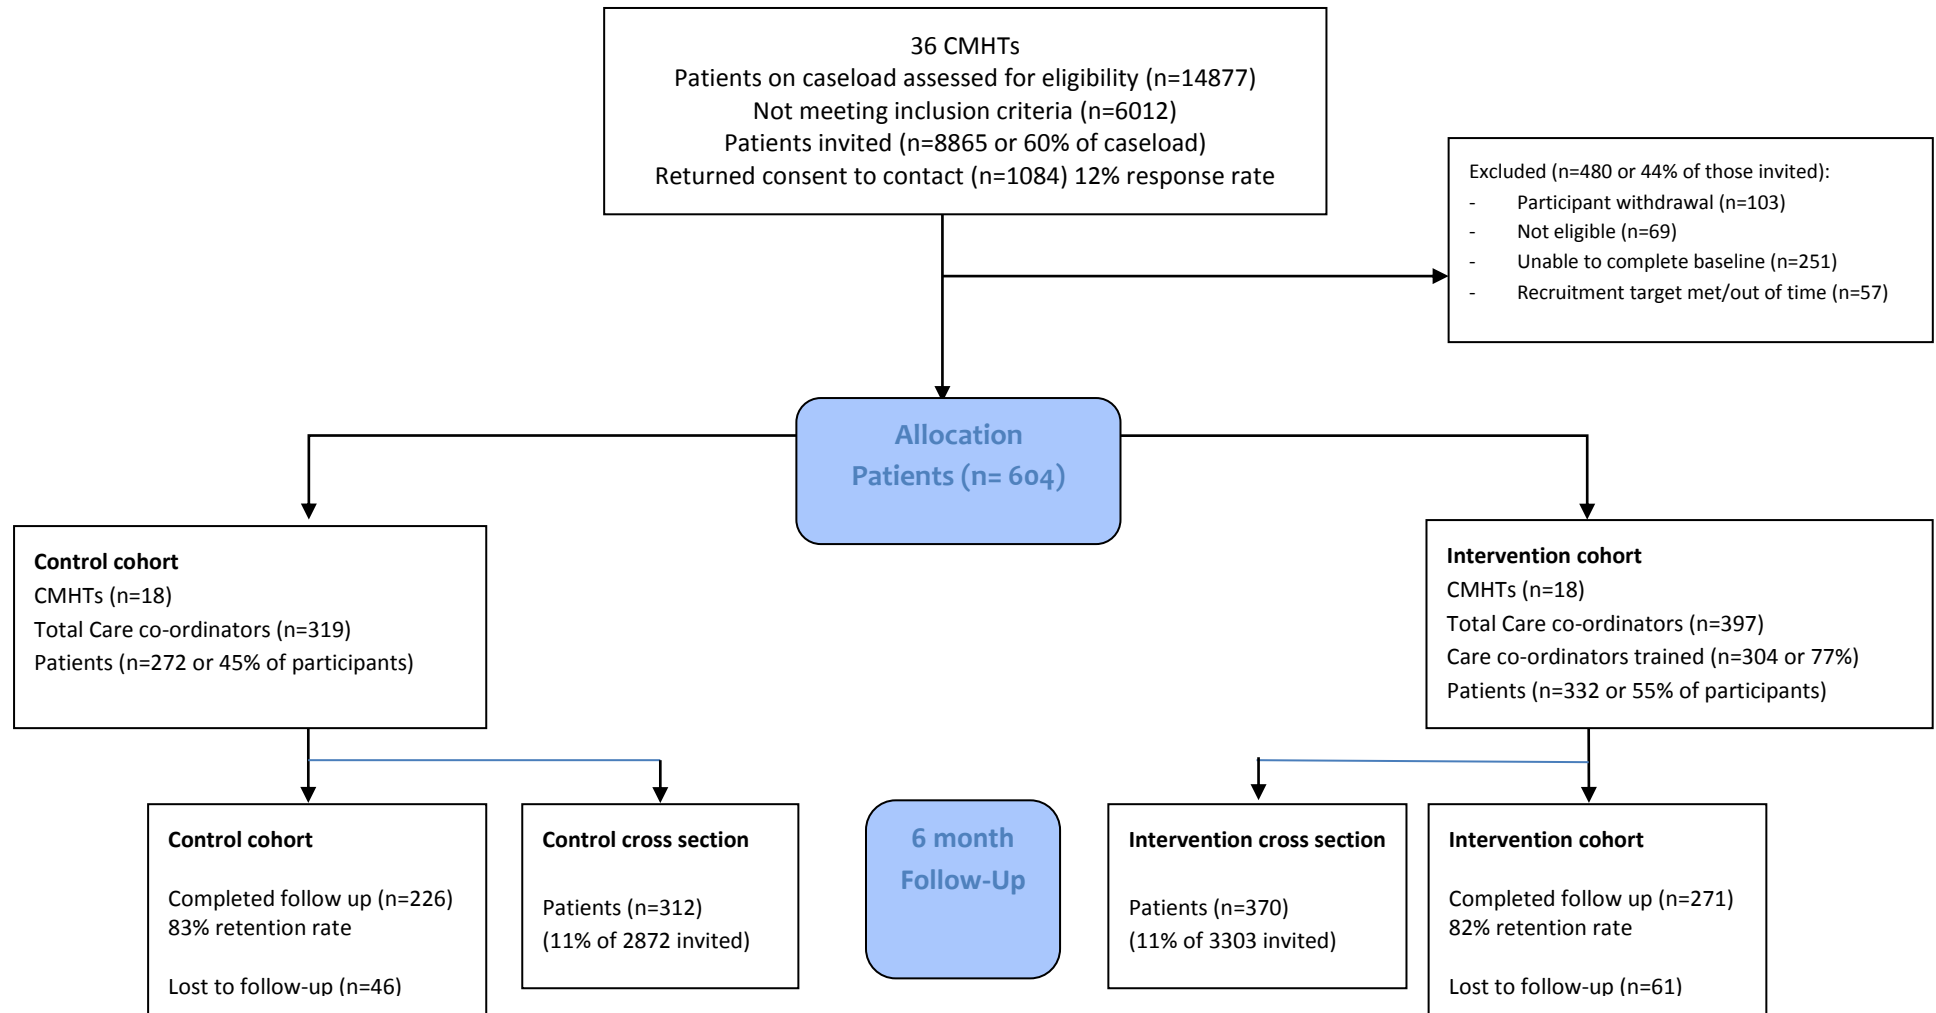 36 CMHTs
Patients on caseload assessed for eligibility (n=14877)
Not meeting inclusion criteria (n=6012)
Patients invited (n=8865 or 60% of caseload)
Returned consent to contact (n=1084) 12% response rate
Excluded (n=480 or 44% of those invited):
- Participant withdrawal (n=103)
- Not eligible (n=69)
- Unable to complete baseline (n=251)
- Recruitment target met/out of time (n=57)
Allocation
Patients (n= 604)
Control cohort
CMHTs (n=18)
Total Care co-ordinators (n=319)
Patients (n=272 or 45% of participants)
Intervention cohort
CMHTs (n=18)
Total Care co-ordinators (n=397)
Care co-ordinators trained (n=304 or 77%)
Patients (n=332 or 55% of participants)
Control cohort
Completed follow up (n=226)
83% retention rate
Lost to follow-up (n=46)
Control cross section
Patients (n=312)
(11% of 2872 invited)
6 month
Follow-Up
Intervention cross section
Patients (n=370)
(11% of 3303 invited)
Intervention cohort
Completed follow up (n=271)
82% retention rate
Lost to follow-up (n=61)